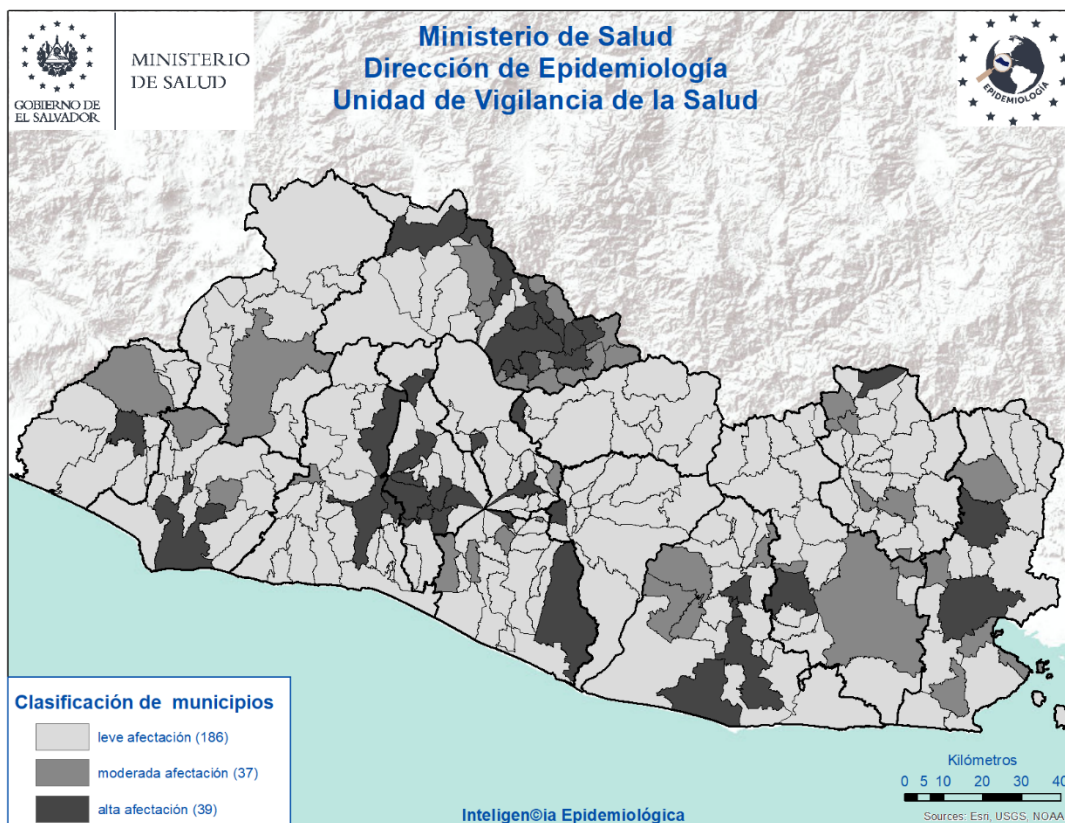 Ministerio de Salud
Dirección de Epidemiología
Unidad de Vigilancia de la Salud
MINISTERIO
DE SALUD
GOBIERNO DE
EL SALVADOR
EPIDEMIOLOGÍA
Clasificación de municipios
leve afectación (186)
moderada afectación (37)
alta afectación (39)
Inteligen©ia Epidemiológica
Kilómetros
0 5 10 20 30 40
Sources: Esri, USGS, NOAA